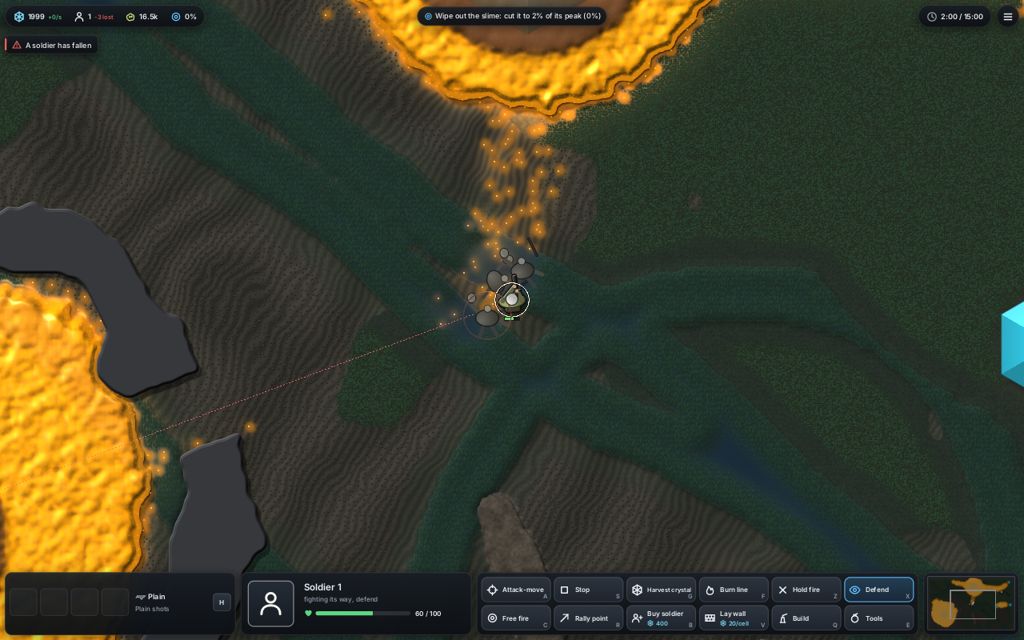 1999 +0/s 1 -3 lost 16.5k 0%
Wipe out the slime: cut it to 2% of its peak (0%)
2:00 / 15:00
A soldier has fallen
Plain
Plain shots
H
Soldier 1
fighting its way, defend
60 / 100
Attack-move A
Stop S
Harvest crystal G
Burn line F
Hold fire Z
Defend X
Free fire C
Rally point R
Buy soldier 400 B
Lay wall 20/cell V
Build Q
Tools E